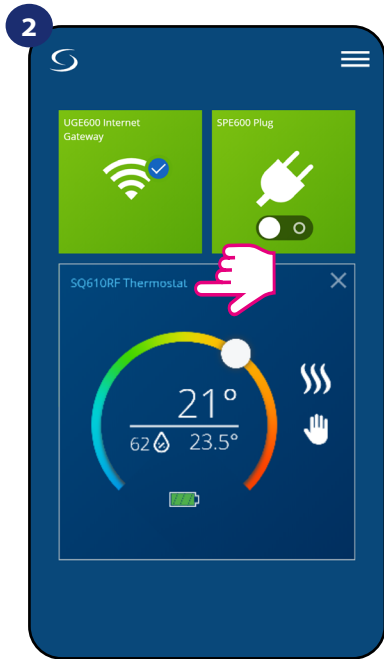 2
UGE600 Internet
Gateway
SPE600 Plug
SQ610RF Thermostat
21°
62 23.5°